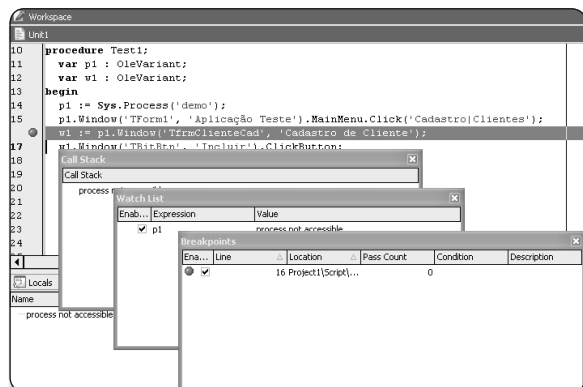 Workspace
Unit1
10 procedure Test1;
11 var p1 : OleVariant;
12 var w1 : OleVariant;
13 begin
14 p1 := Sys.Process('demo');
15 p1.Window('TForm1', 'Aplicação Teste').MainMenu.Click('Cadastro|Clientes');
w1 := p1.Window('TfrmClienteCad', 'Cadastro de Cliente');
17 w1.Window('TBitBtn', 'Incluir').ClickButton;
18
19
20
21
22
23
24
Call Stack
Call Stack
process
Watch List
Enab... Expression Value
p1 process not accessible
Breakpoints
Ena... Line Location Pass Count Condition Description
16 Project1\Script\... 0
Locals
Name
process not accessible